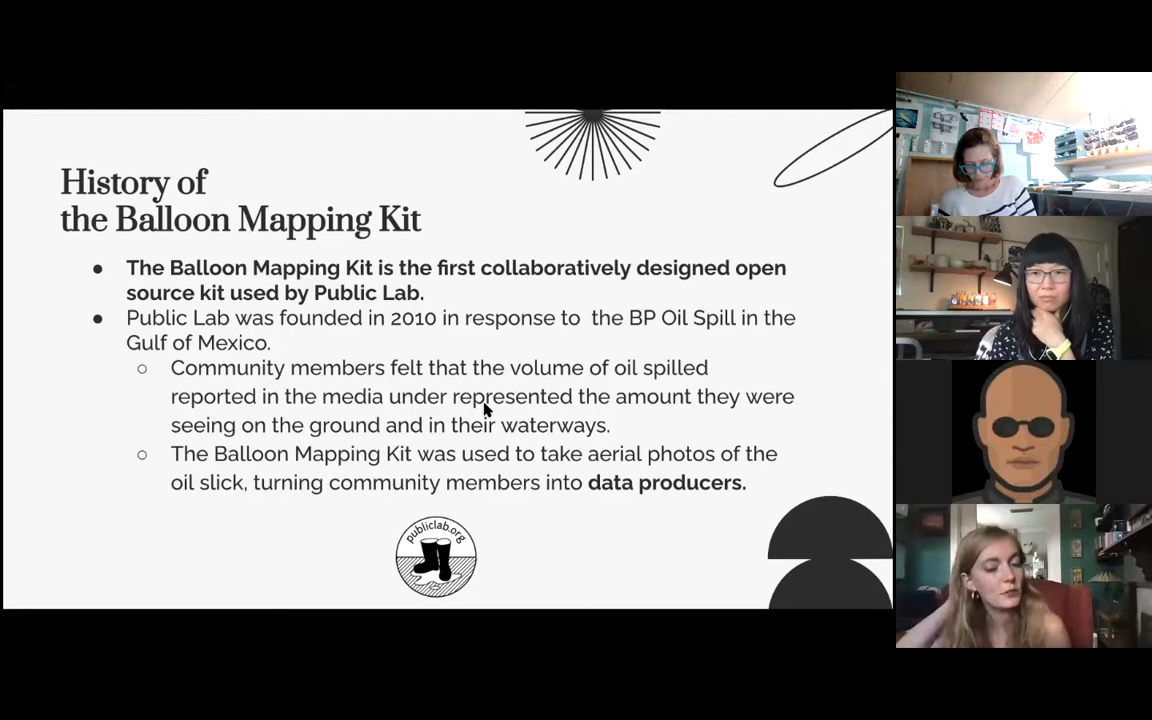 History of
the Balloon Mapping Kit
● The Balloon Mapping Kit is the first collaboratively designed open
source kit used by Public Lab.
● Public Lab was founded in 2010 in response to  the BP Oil Spill in the
Gulf of Mexico.
○ Community members felt that the volume of oil spilled
reported in the media under represented the amount they were
seeing on the ground and in their waterways.
○ The Balloon Mapping Kit was used to take aerial photos of the
oil slick, turning community members into data producers.
publiclab.org